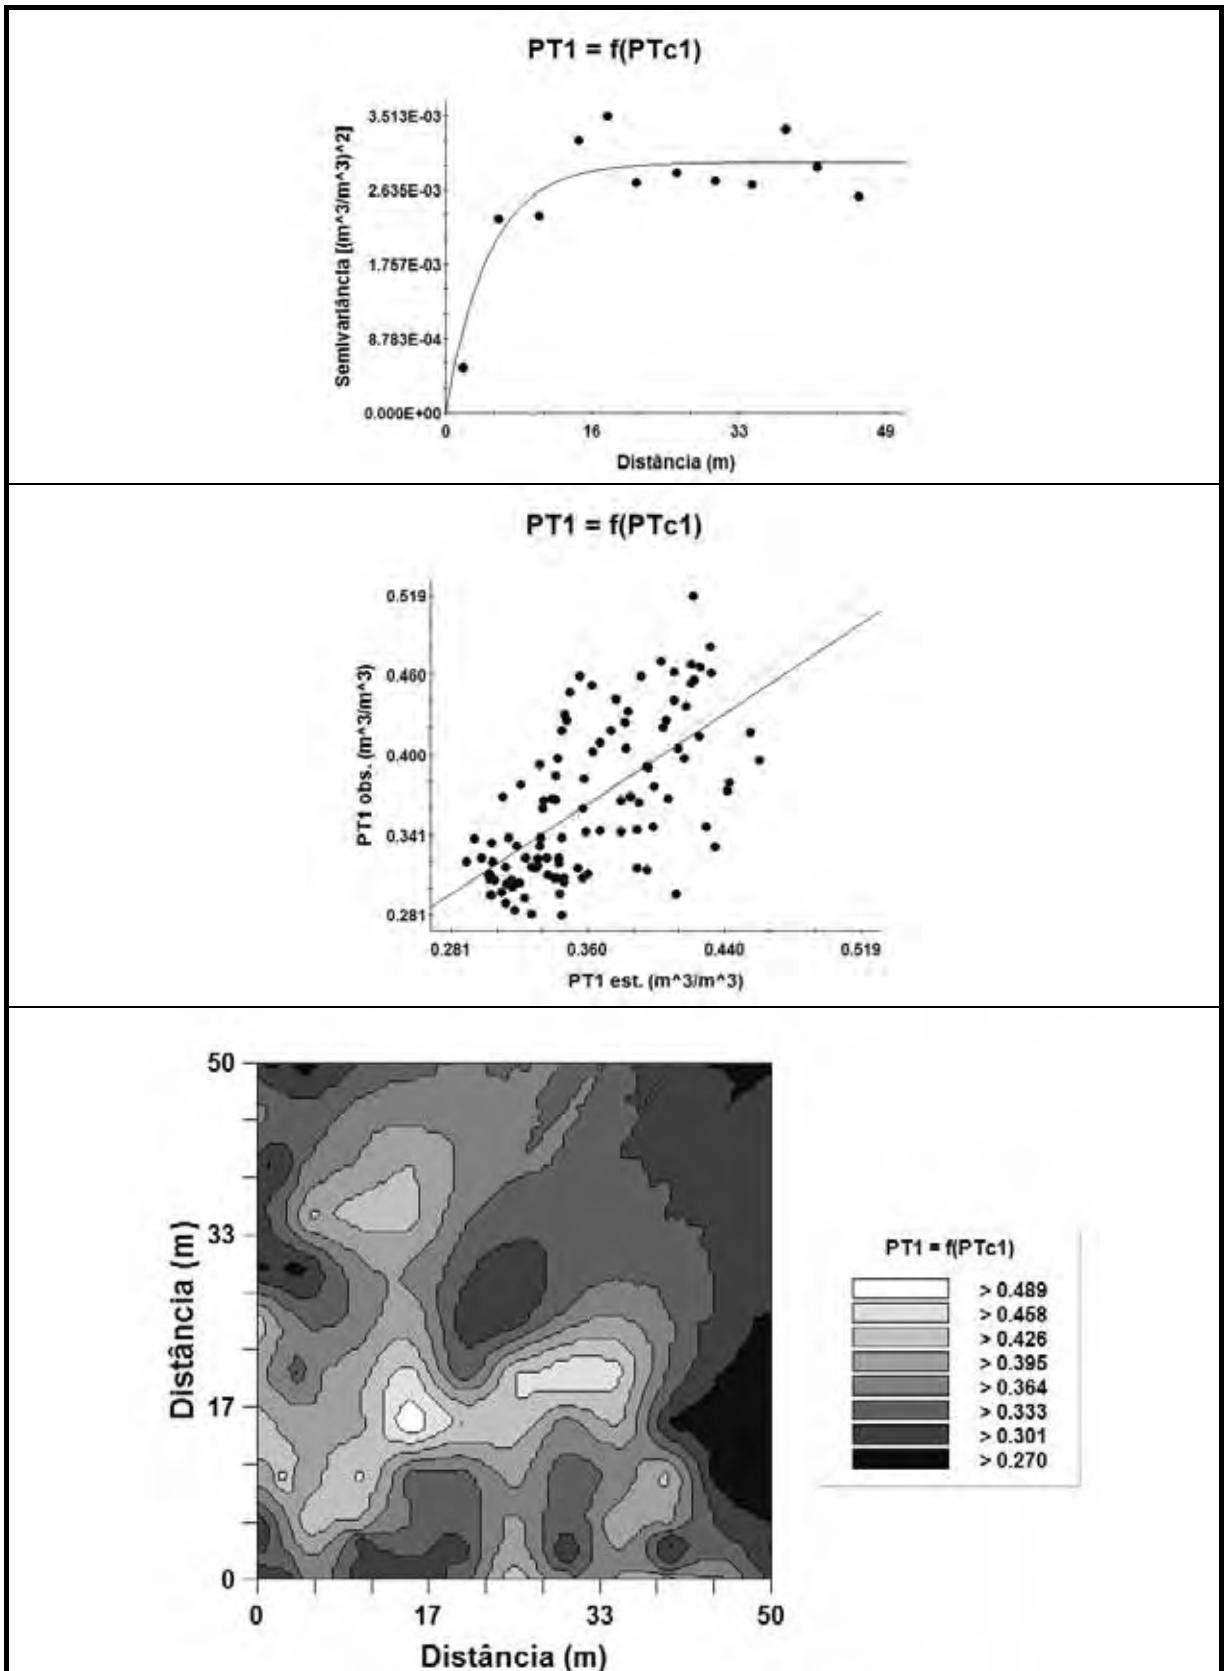 PT1 = f(PTc1)
Semivariância [(m^3/m^3)^2]
3.513E-03
2.635E-03
1.757E-03
8.783E-04
0.000E+00
0 16 33 49
Distância (m)
PT1 = f(PTc1)
PT1 obs. (m^3/m^3)
0.519
0.460
0.400
0.341
0.281
0.281 0.360 0.440 0.519
PT1 est. (m^3/m^3)
Distância (m)
50
33
17
0
0 17 33 50
Distância (m)
PT1 = f(PTc1)
> 0.489
> 0.458
> 0.426
> 0.395
> 0.364
> 0.333
> 0.301
> 0.270